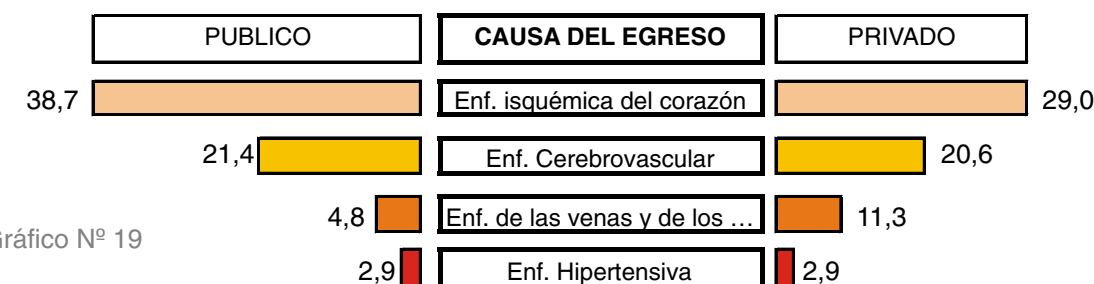 PUBLICO CAUSA DEL EGRESO PRIVADO
38,7 Enf. isquémica del corazón 29,0
21,4 Enf. Cerebrovascular 20,6
4,8 Enf. de las venas y de los … 11,3
ráfico Nº 19
2,9 Enf. Hipertensiva 2,9